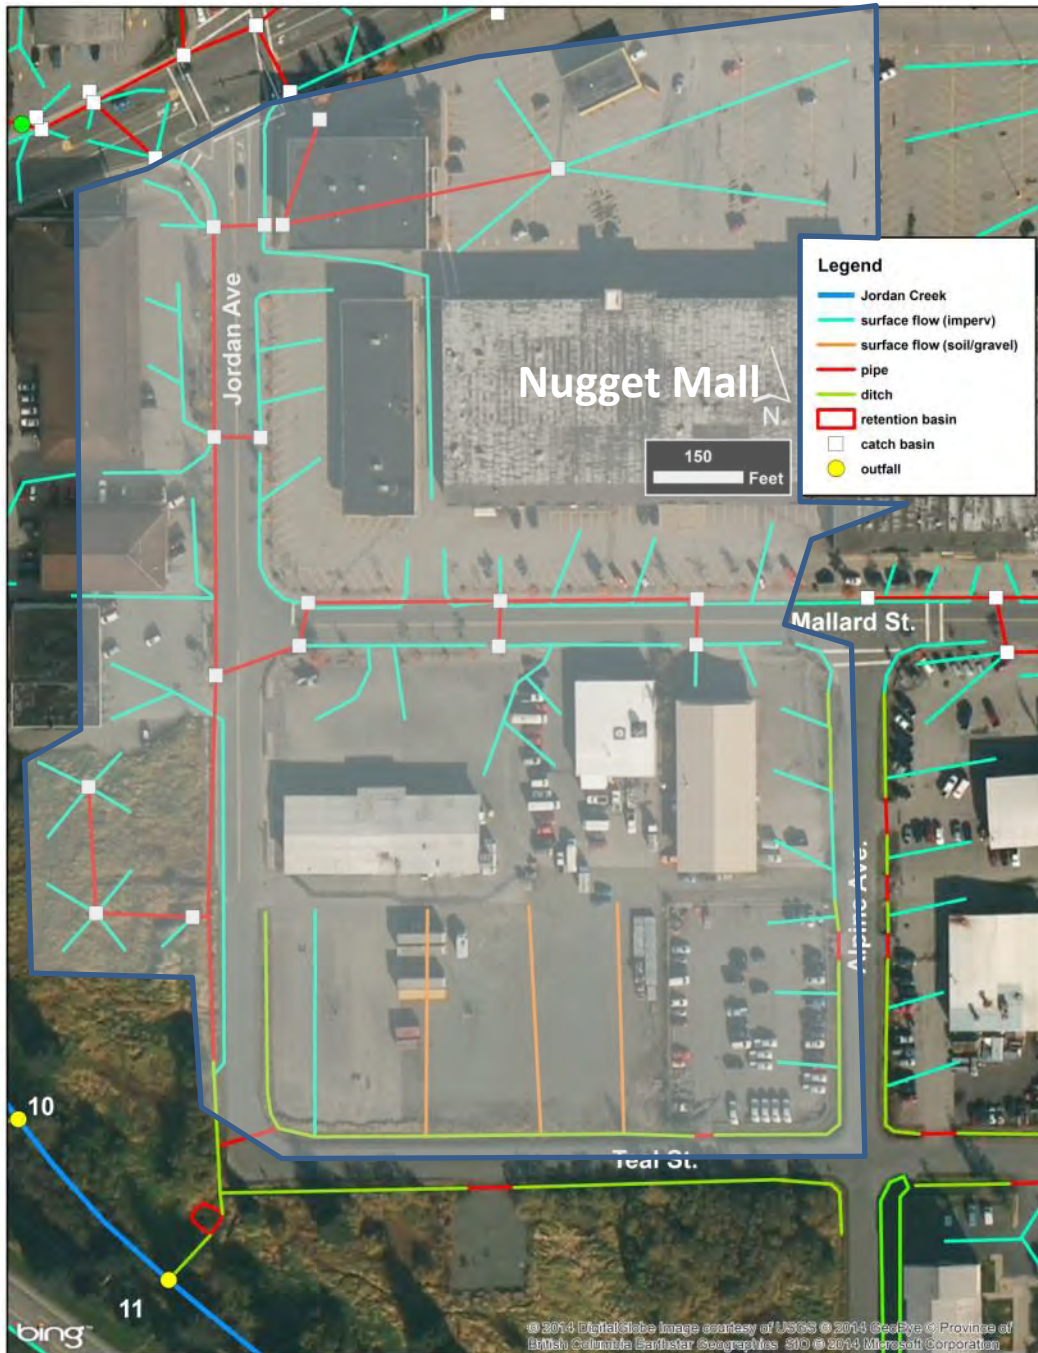 Jordan Ave
Legend
Jordan Creek
surface flow (imperv)
surface flow (soil/gravel)
pipe
ditch
retention basin
catch basin
outfall
Nugget Mall
N
150
Feet
Mallard St.
Alpine Ave.
10
Teal St.
11
bing™
© 2014 DigitalGlobe Image courtesy of USGS © 2014 GeoEye © Province of
British Columbia Earthstar Geographics SIO © 2014 Microsoft Corporation